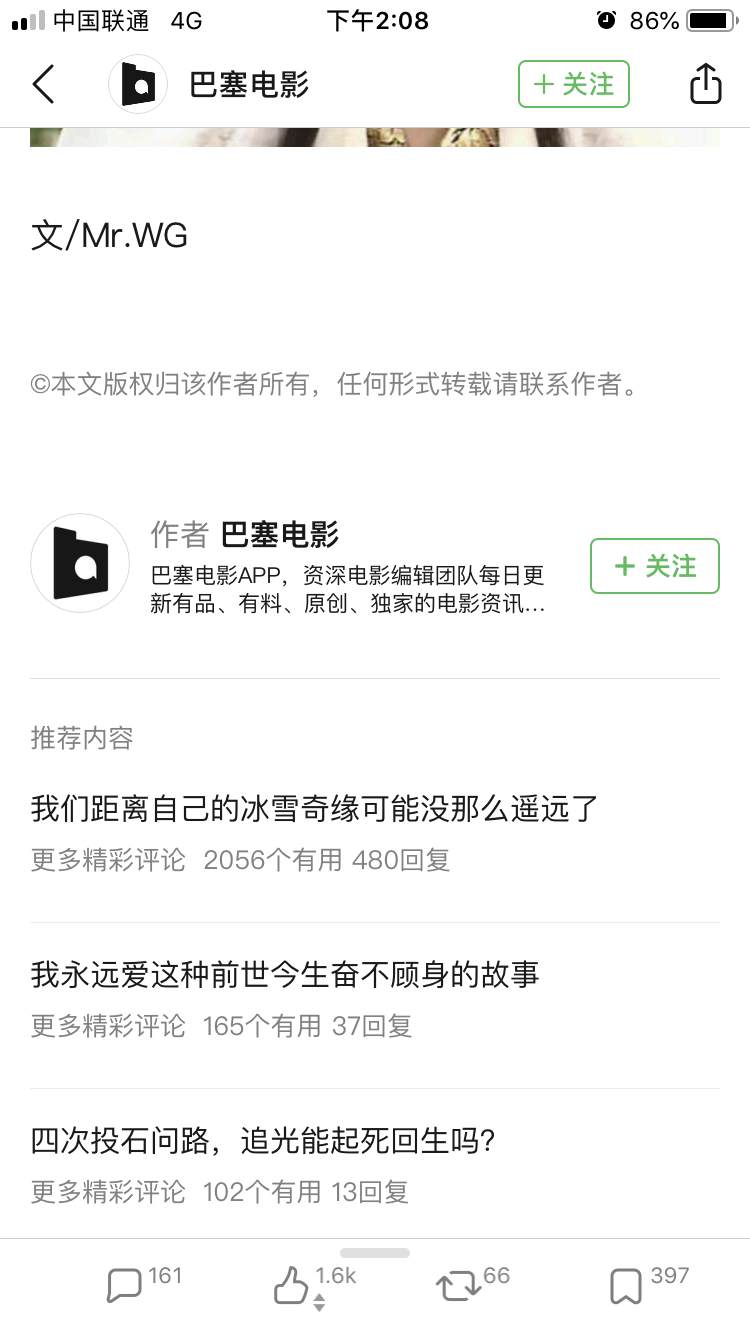 中国联通 4G 下午2:08 86%
巴塞电影 +关注
文/Mr.WG
©本文版权归该作者所有，任何形式转载请联系作者。
作者 巴塞电影
巴塞电影APP，资深电影编辑团队每日更
新有品、有料、原创、独家的电影资讯...
+ 关注
推荐内容
我们距离自己的冰雪奇缘可能没那么遥远了
更多精彩评论 2056个有用 480回复
我永远爱这种前世今生奋不顾身的故事
更多精彩评论 165个有用 37回复
四次投石问路，追光能起死回生吗?
更多精彩评论 102个有用 13回复
161 1.6k 66 397